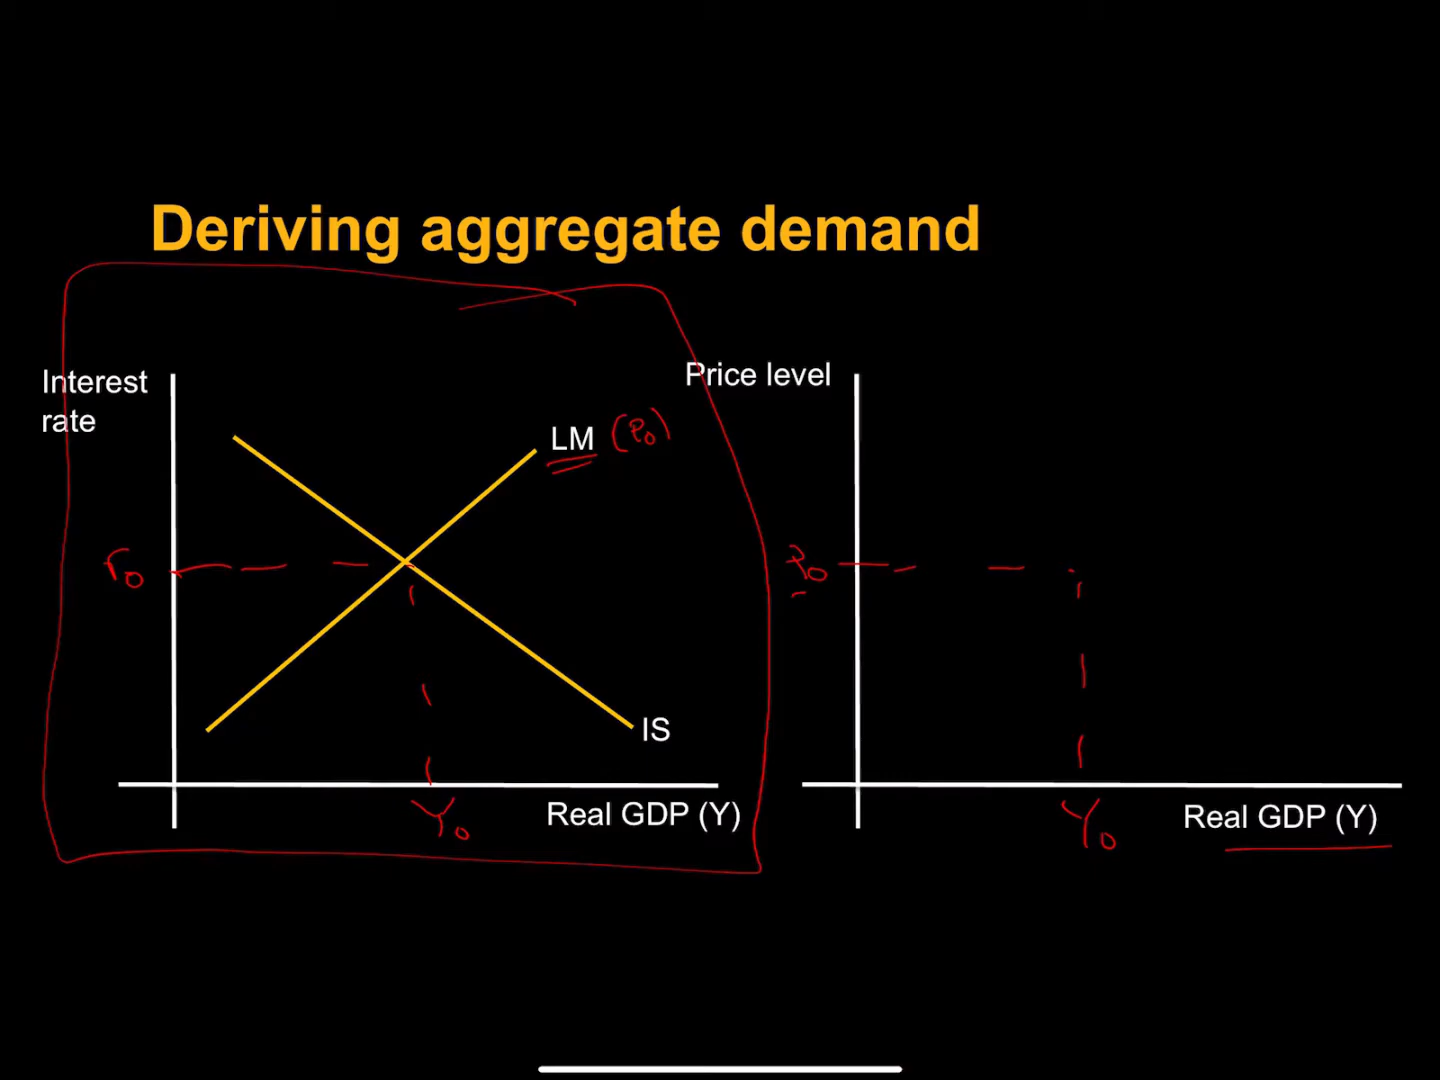 Deriving aggregate demand
Interest
rate
LM (P₀)
r₀
IS
Y₀
Real GDP (Y)
Price level
P₀
Y₀
Real GDP (Y)